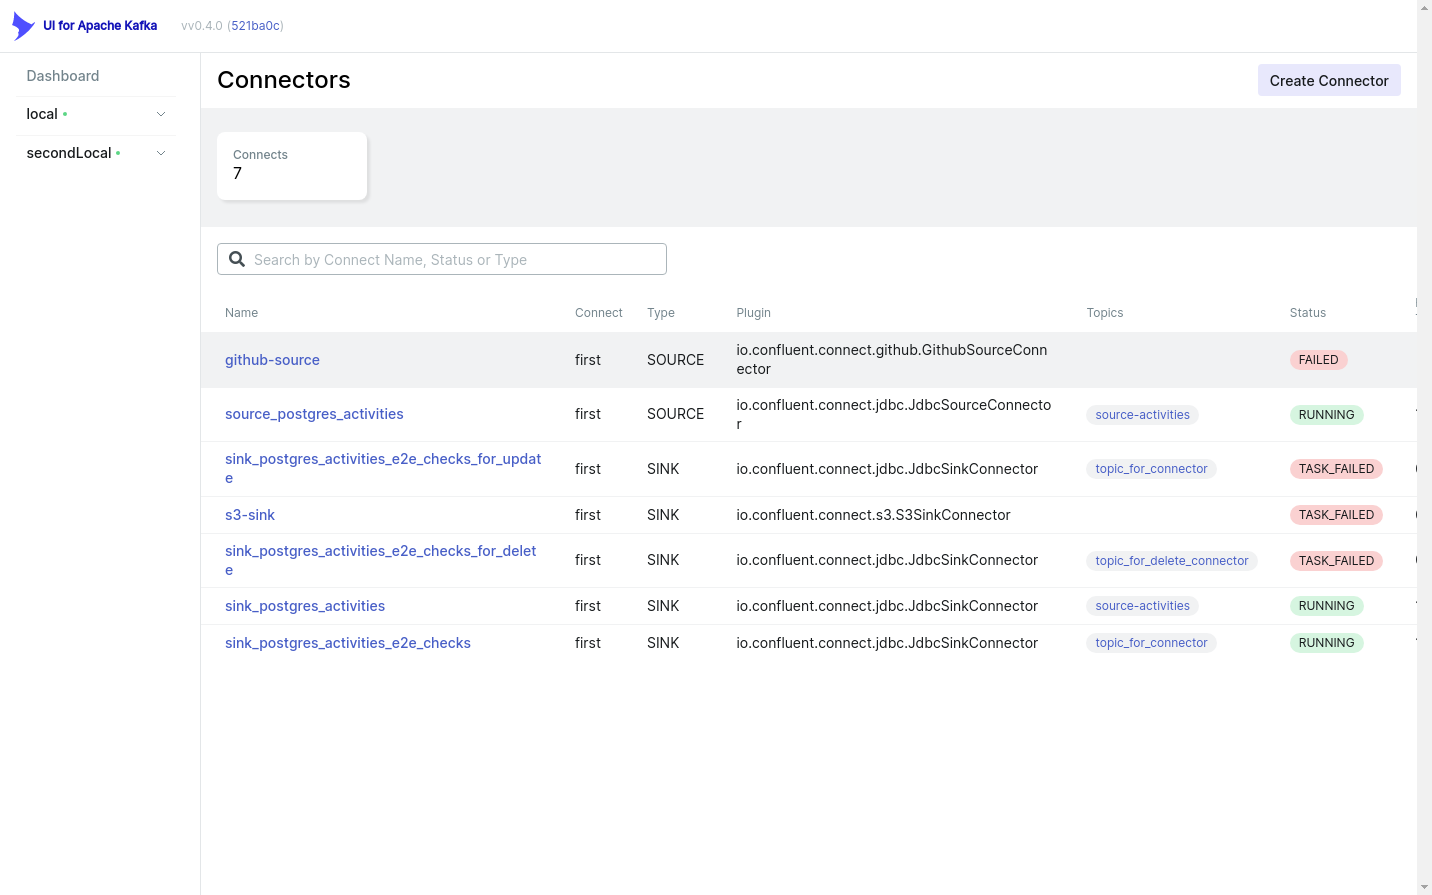 UI for Apache Kafka vv0.4.0 (521ba0c)
Dashboard
local
secondLocal
Connectors
Create Connector
Connects
7
Search by Connect Name, Status or Type
Name Connect Type Plugin Topics Status
github-source first SOURCE io.confluent.connect.github.GithubSourceConn
ector FAILED
source_postgres_activities first SOURCE io.confluent.connect.jdbc.JdbcSourceConnecto
r source-activities RUNNING
sink_postgres_activities_e2e_checks_for_updat
e first SINK io.confluent.connect.jdbc.JdbcSinkConnector topic_for_connector TASK_FAILED
s3-sink first SINK io.confluent.connect.s3.S3SinkConnector TASK_FAILED
sink_postgres_activities_e2e_checks_for_delet
e first SINK io.confluent.connect.jdbc.JdbcSinkConnector topic_for_delete_connector TASK_FAILED
sink_postgres_activities first SINK io.confluent.connect.jdbc.JdbcSinkConnector source-activities RUNNING
sink_postgres_activities_e2e_checks first SINK io.confluent.connect.jdbc.JdbcSinkConnector topic_for_connector RUNNING